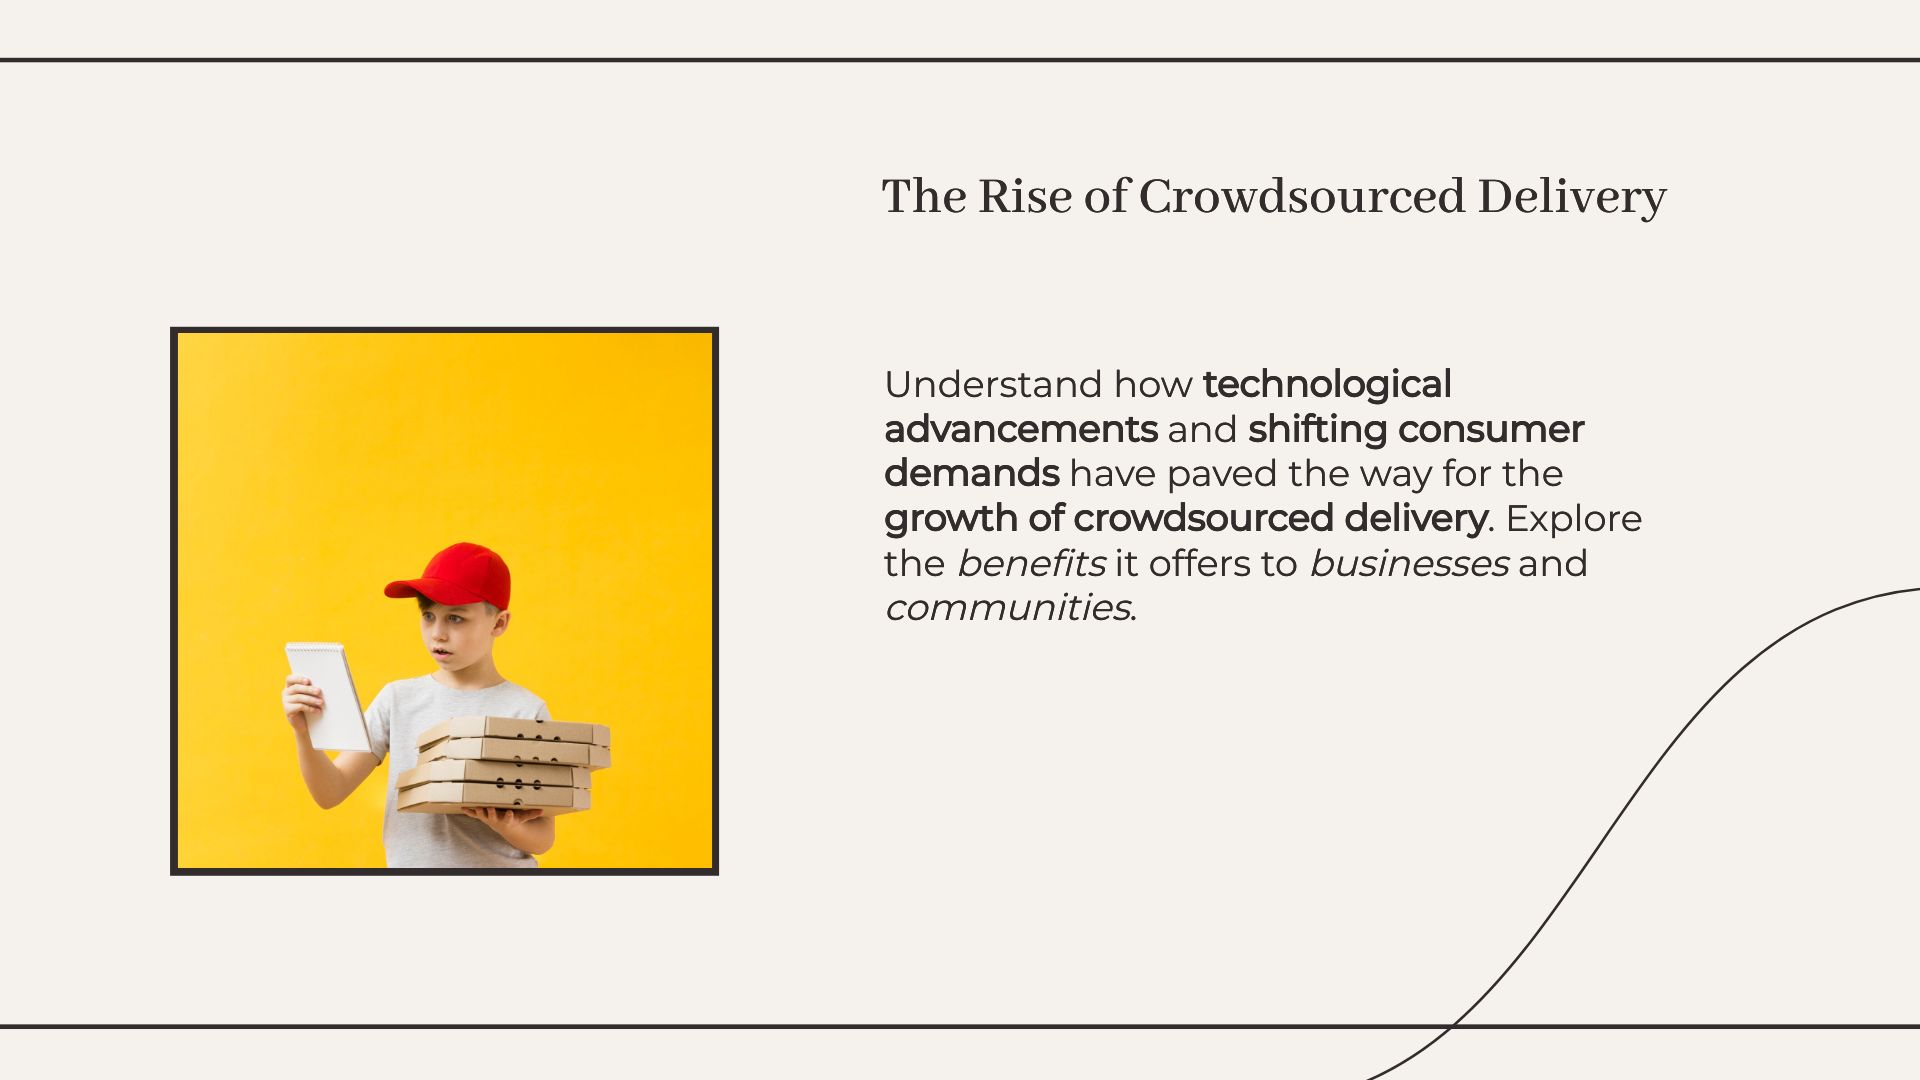 The Rise of Crowdsourced Delivery
Understand how technological
advancements and shifting consumer
demands have paved the way for the
growth of crowdsourced delivery. Explore
the benefits it offers to businesses and
communities.